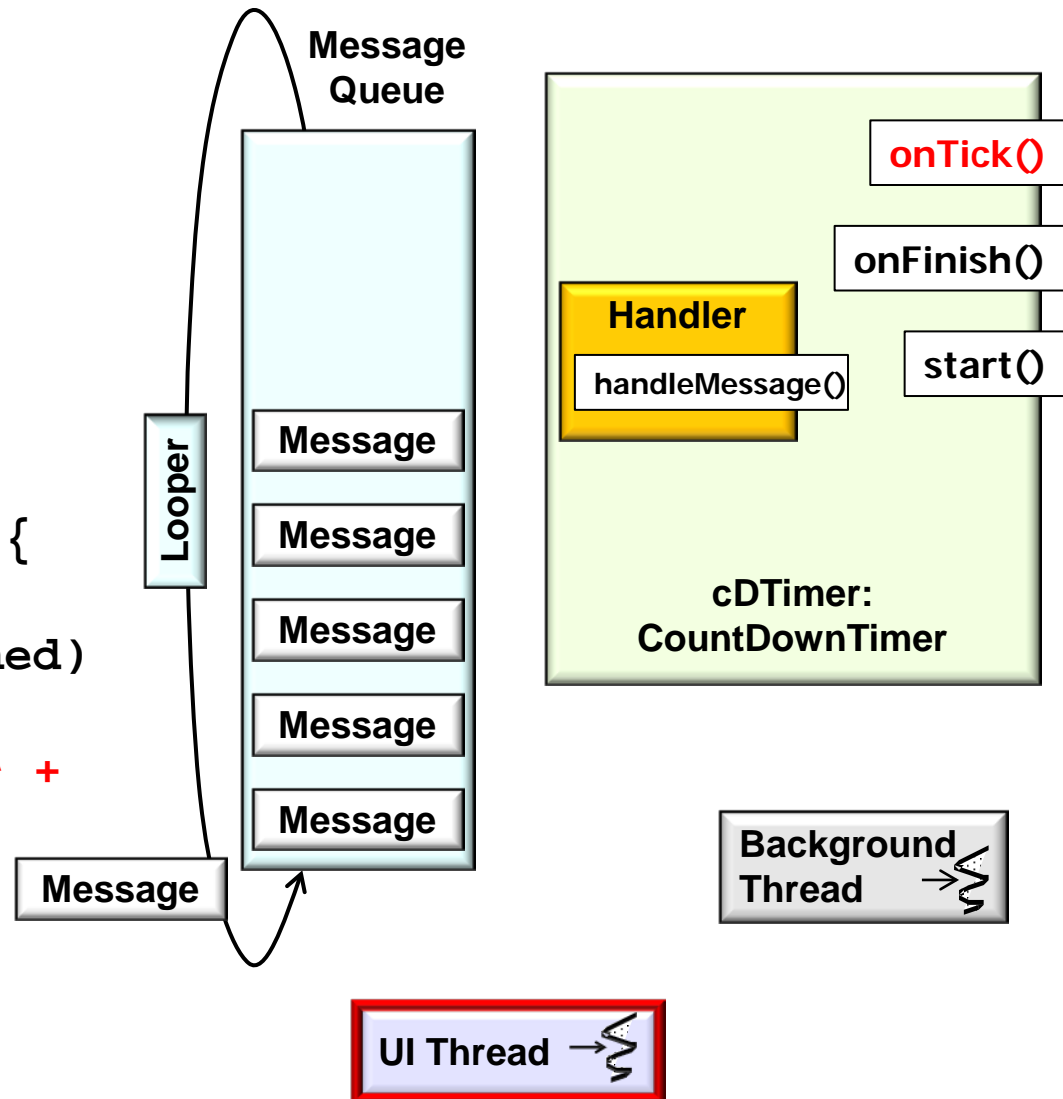 Message
Queue
onTick()
onFinish()
Handler
start()
handleMessage()
Message
Looper
Message
{
Message
cDTimer:
CountDownTimer
)
+
Message
Message
Message
Background
Thread
UI Thread